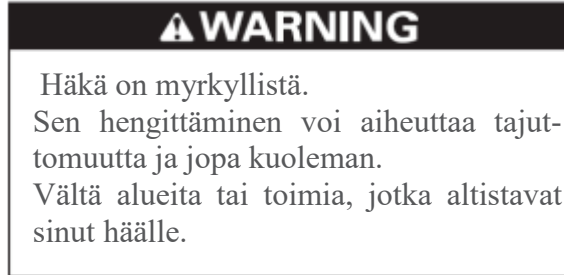 WARNING
Häkä on myrkyllistä.
Sen hengittäminen voi aiheuttaa tajut-
tomuutta ja jopa kuoleman.
Vältä alueita tai toimia, jotka altistavat
sinut häälle.